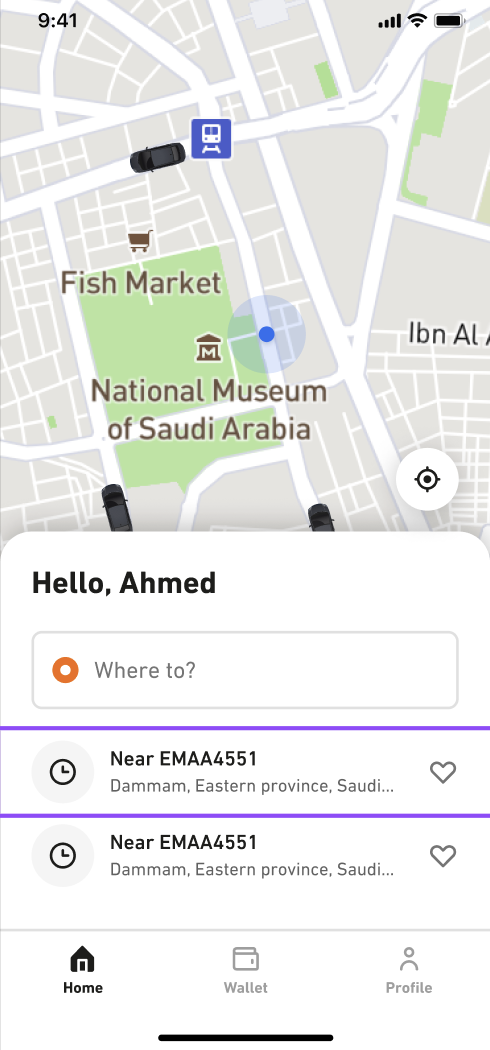 9:41
Fish Market
Ibn Al
National Museum
of Saudi Arabia
Hello, Ahmed
Where to?
Near EMAA4551
Dammam, Eastern province, Saudi...
Near EMAA4551
Dammam, Eastern province, Saudi...
Home
Wallet
Profile